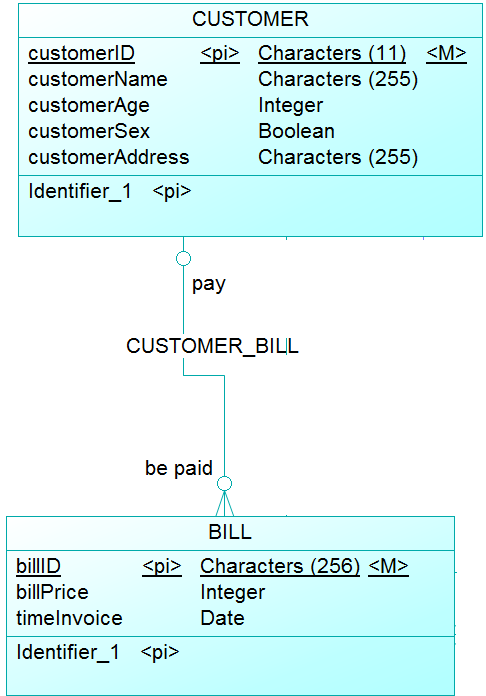 CUSTOMER
customerID <pi> Characters (11) <M>
customerName Characters (255)
customerAge Integer
customerSex Boolean
customerAddress Characters (255)
Identifier_1 <pi>
pay
CUSTOMER_BILL
be paid
BILL
billID <pi> Characters (256) <M>
billPrice Integer
timeInvoice Date
Identifier_1 <pi>